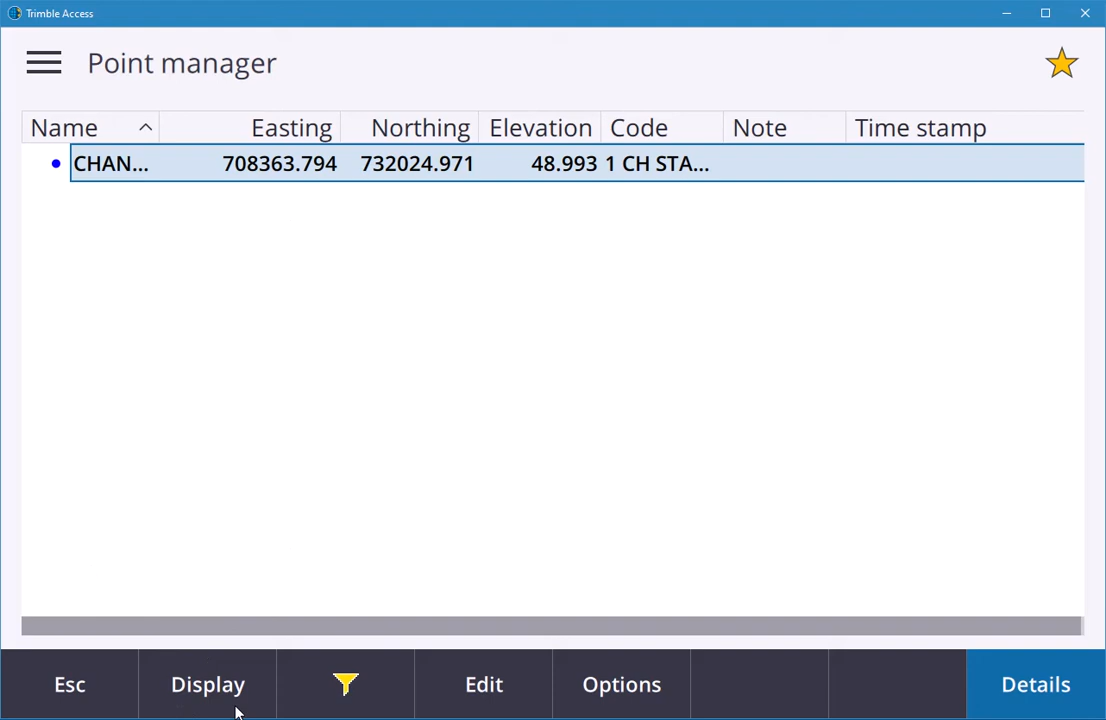 Trimble Access
Point manager
Name Easting Northing Elevation Code Note Time stamp
CHAN... 708363.794 732024.971 48.993 1 CH STA...
Esc Display Edit Options Details